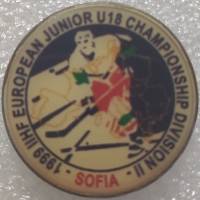 1999 IIHF EUROPEAN JUNIOR U18 CHAMPIONSHIP DIVISION II -
- SOFIA -